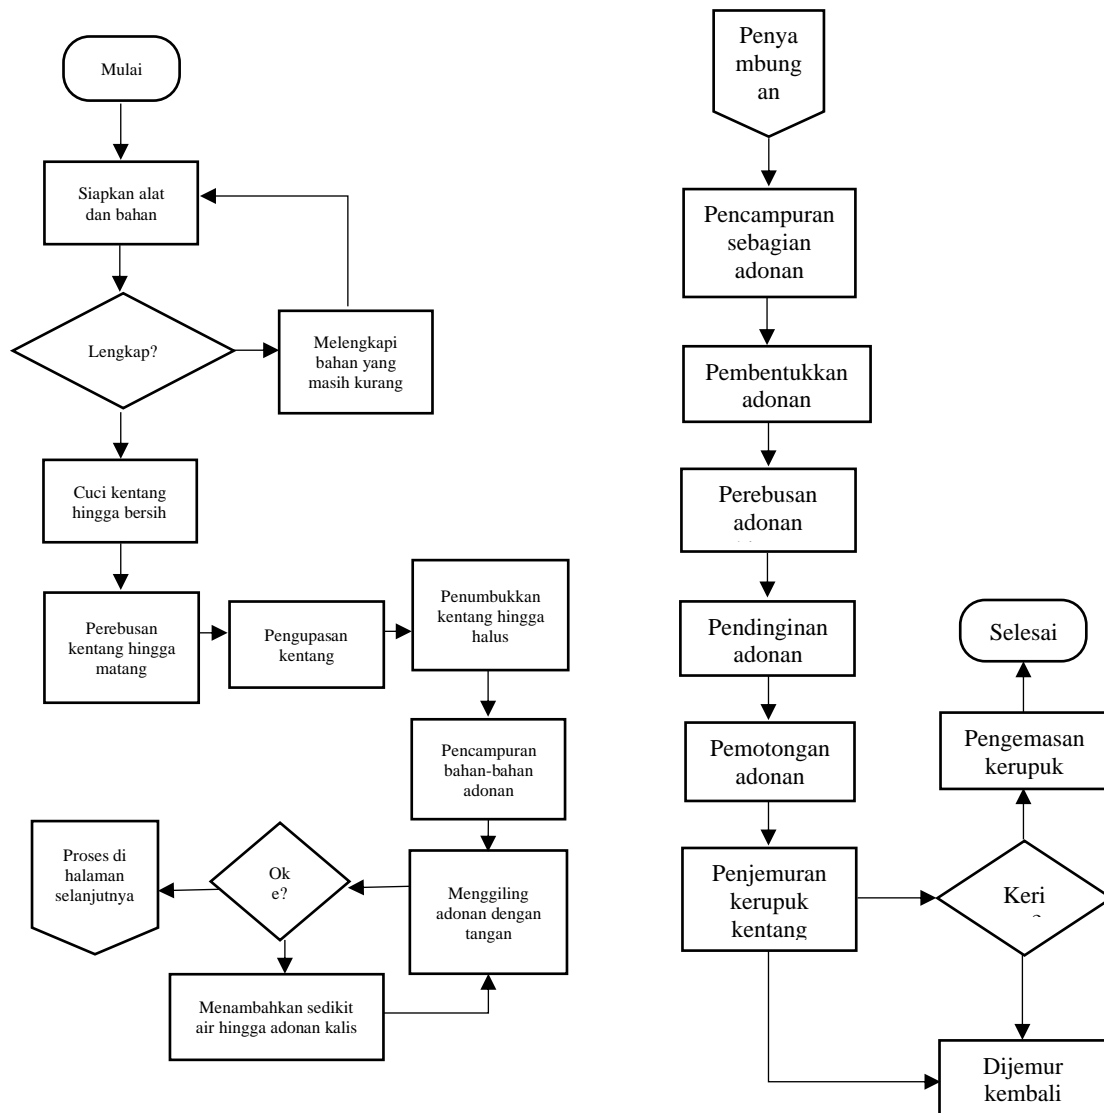 Mulai
Siapkan alat
dan bahan
Lengkap?
Melengkapi
bahan yang
masih kurang
Cuci kentang
hingga bersih
Perebusan
kentang hingga
matang
Pengupasan
kentang
Penumbukkan
kentang hingga
halus
Pencampuran
bahan-bahan
adonan
Menggiling
adonan dengan
tangan
Ok
e?
Proses di
halaman
selanjutnya
Menambahkan sedikit
air hingga adonan kalis
Penya
mbung
an
Pencampuran
sebagian
adonan
Pembentukkan
adonan
Perebusan
adonan
Pendinginan
adonan
Pemotongan
adonan
Penjemuran
kerupuk
kentang
Keri
Dijemur
kembali
Pengemasan
kerupuk
Selesai